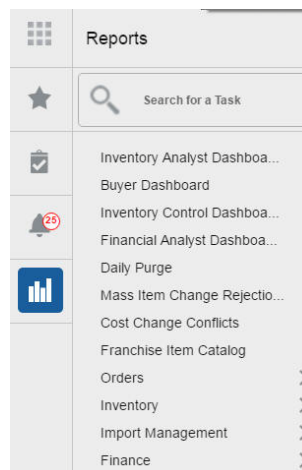 Reports
Search for a Task
25
Inventory Analyst Dashboa...
Buyer Dashboard
Inventory Control Dashboa...
Financial Analyst Dashboa...
Daily Purge
Mass Item Change Rejectio...
Cost Change Conflicts
Franchise Item Catalog
Orders
Inventory
Import Management
Finance